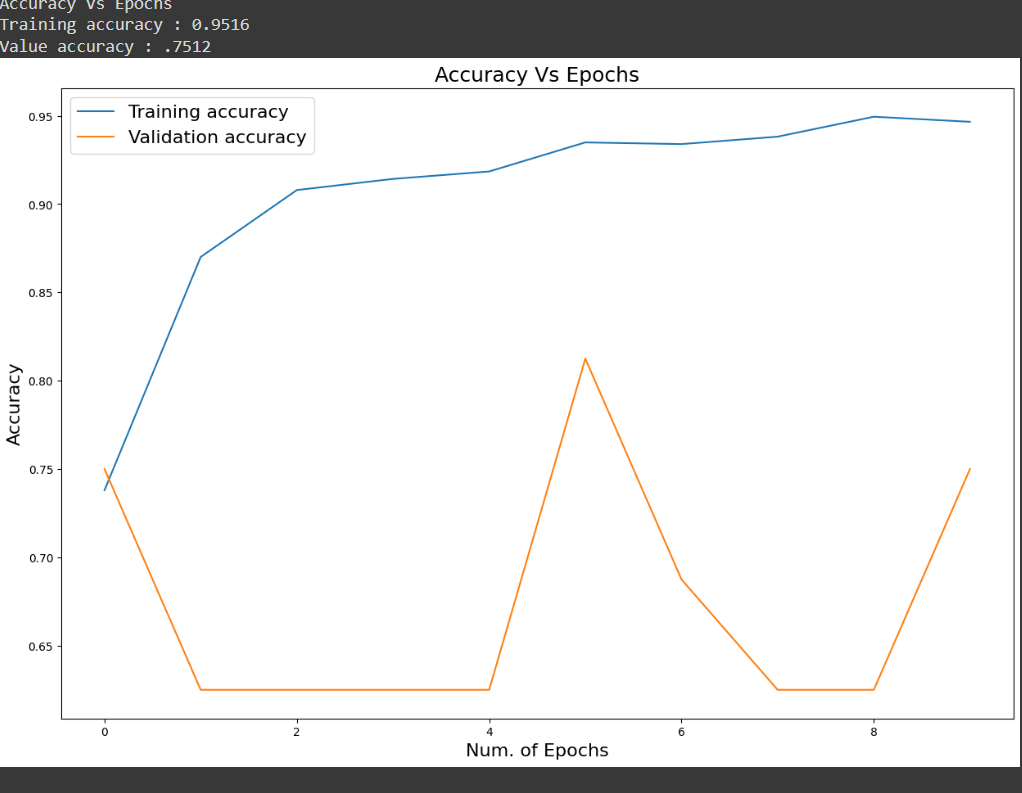 Accuracy Vs Epochs
Training accuracy : 0.9516
Value accuracy : .7512
Accuracy Vs Epochs
Training accuracy
Validation accuracy
0.95
0.90
0.85
0.80
0.75
0.70
0.65
Accuracy
0 2 4 6 8
Num. of Epochs